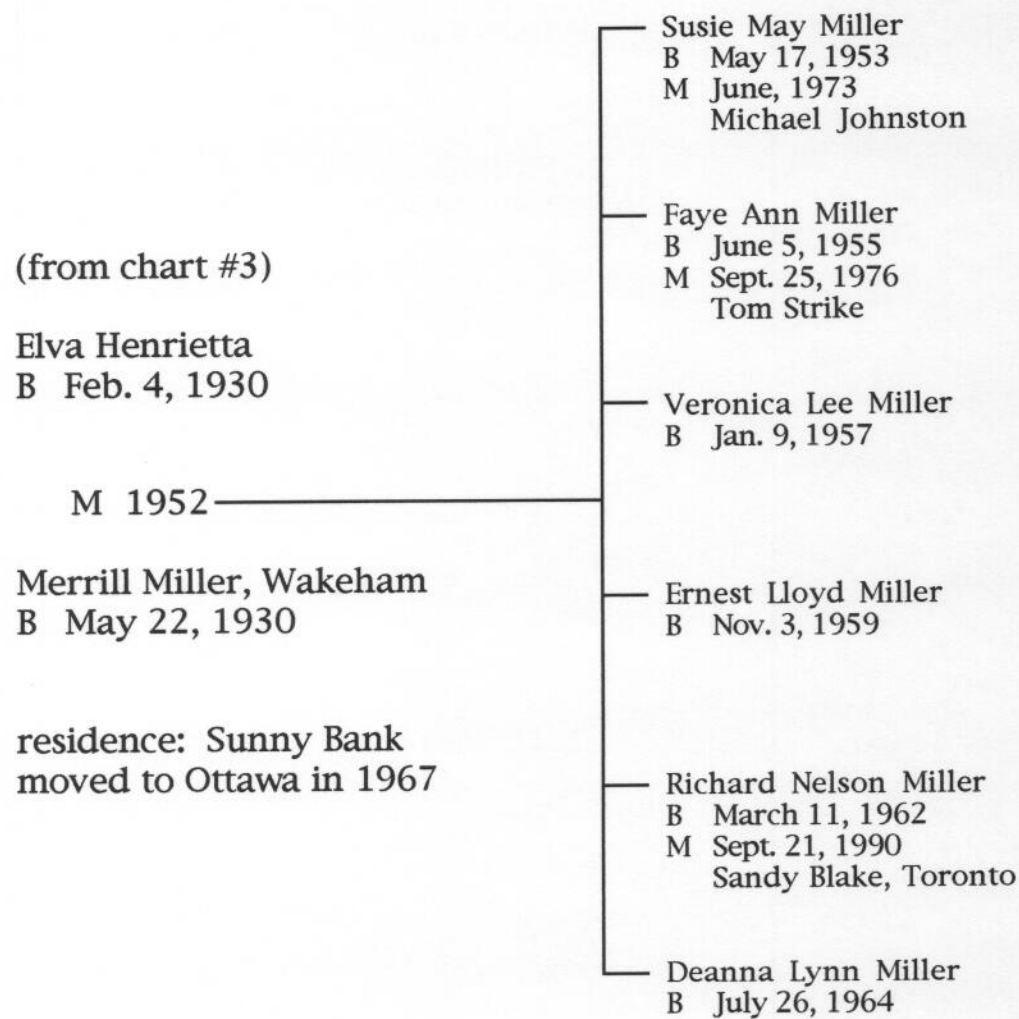 (from chart #3)
Elva Henrietta
B Feb. 4, 1930
M 1952
Merrill Miller, Wakeham
B May 22, 1930
residence: Sunny Bank
moved to Ottawa in 1967
Susie May Miller
B May 17, 1953
M June, 1973
Michael Johnston
Faye Ann Miller
B June 5, 1955
M Sept. 25, 1976
Tom Strike
Veronica Lee Miller
B Jan. 9, 1957
Ernest Lloyd Miller
B Nov. 3, 1959
Richard Nelson Miller
B March 11, 1962
M Sept. 21, 1990
Sandy Blake, Toronto
Deanna Lynn Miller
B July 26, 1964